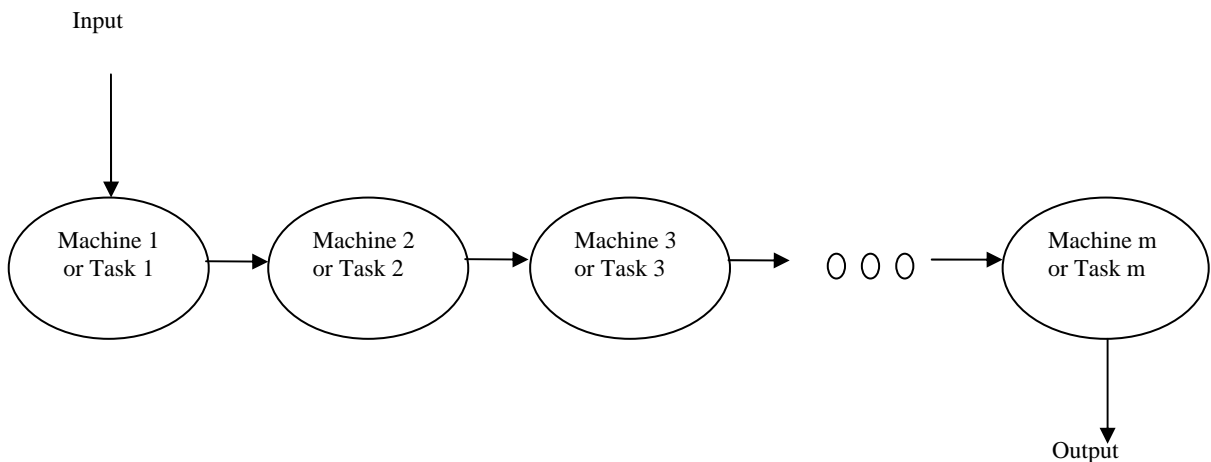 Input
Machine 1
or Task 1
Machine 2
or Task 2
Machine 3
or Task 3
Machine m
or Task m
Output